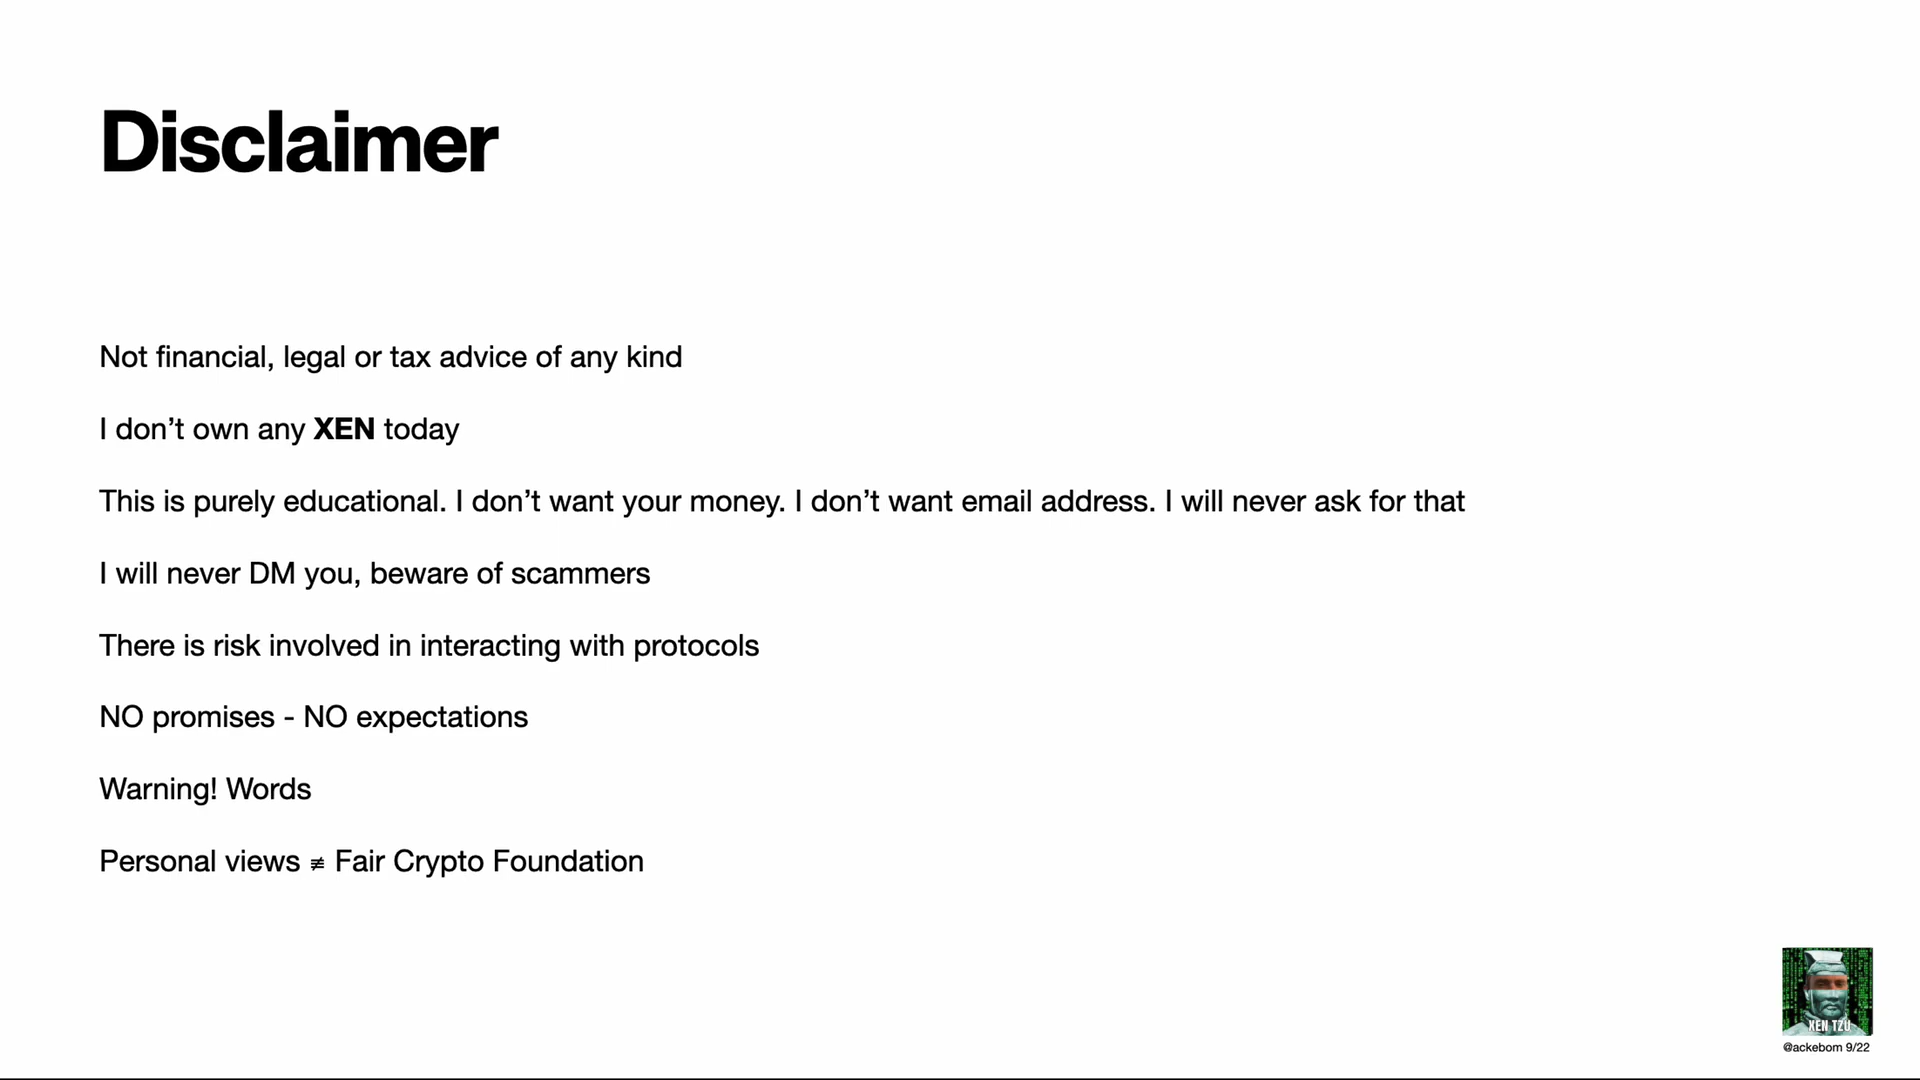 Disclaimer
Not financial, legal or tax advice of any kind
I don’t own any XEN today
This is purely educational. I don’t want your money. I don’t want email address. I will never ask for that
I will never DM you, beware of scammers
There is risk involved in interacting with protocols
NO promises - NO expectations
Warning! Words
Personal views ≢ Fair Crypto Foundation
XEN TZU
@ackebom 9/22